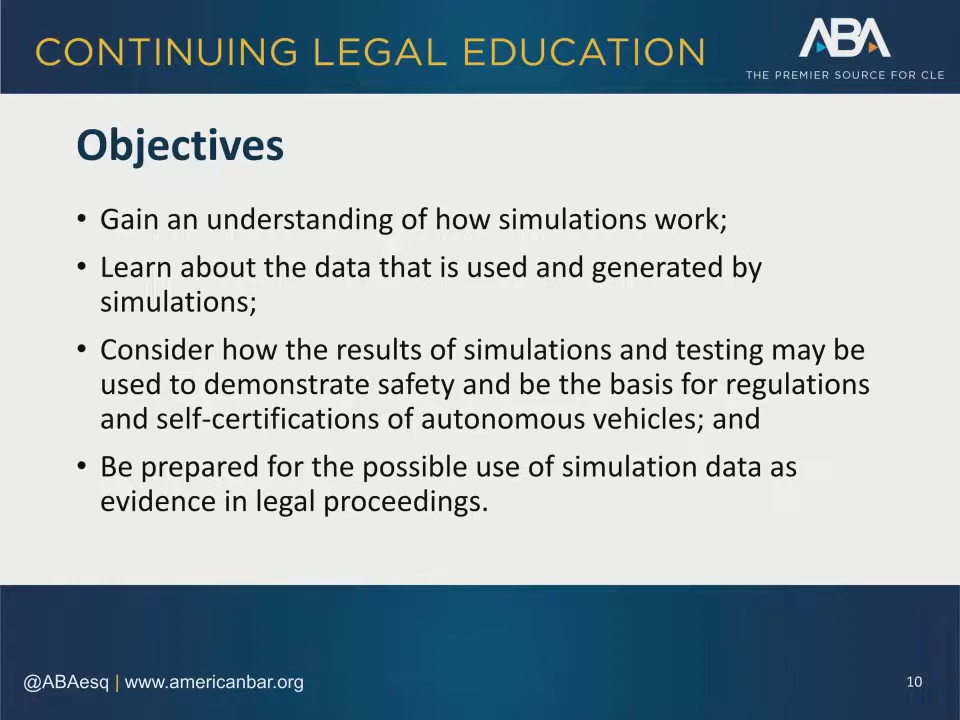 CONTINUING LEGAL EDUCATION
ABA
THE PREMIER SOURCE FOR CLE
Objectives
• Gain an understanding of how simulations work;
• Learn about the data that is used and generated by
simulations;
• Consider how the results of simulations and testing may be
used to demonstrate safety and be the basis for regulations
and self-certifications of autonomous vehicles; and
• Be prepared for the possible use of simulation data as
evidence in legal proceedings.
@ABAesq | www.americanbar.org
10